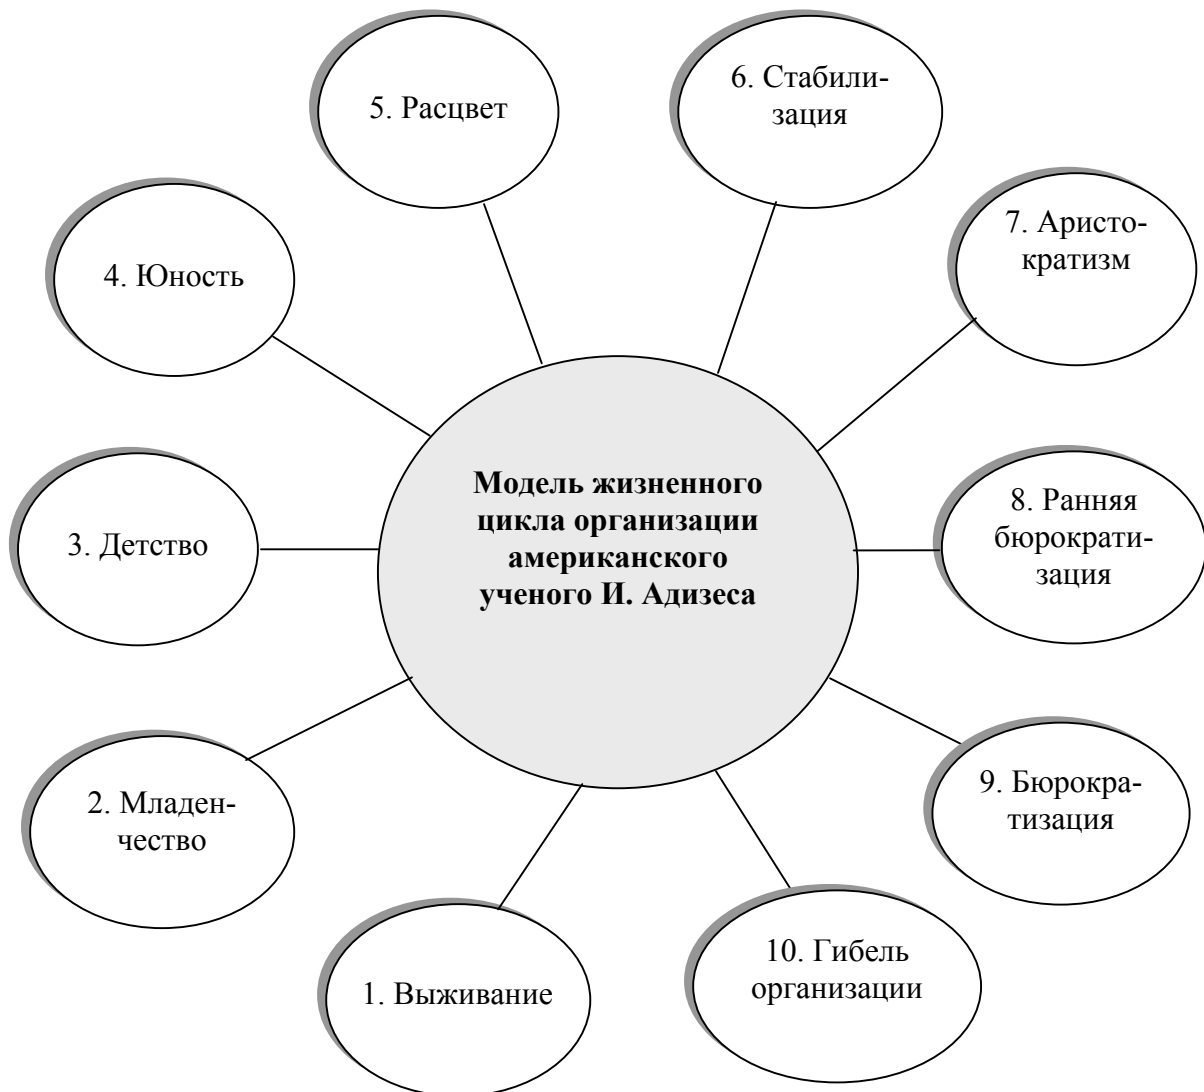 5. Расцвет
6. Стабили-
зация
4. Юность
7. Аристо-
кратизм
Модель жизненного
цикла организации
американского
ученого И. Адизеса
3. Детство
8. Ранняя
бюрократи-
зация
2. Младен-
чество
9. Бюрокра-
тизация
1. Выживание
10. Гибель
организации